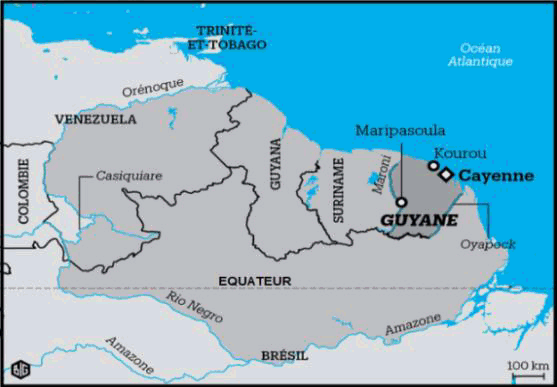 TRINITÉ-
ET-TOBAGO
Océan
Atlantique
Orénoque
VENEZUELA
Maripasoula
Kourou
Cayenne
COLOMBIE
Casiquiare
GUYANA
SURINAME
Maroni
GUYANE
Oyapock
EQUATEUR
Rio Negro
Amazone
Amazone
BRÉSIL
100 km